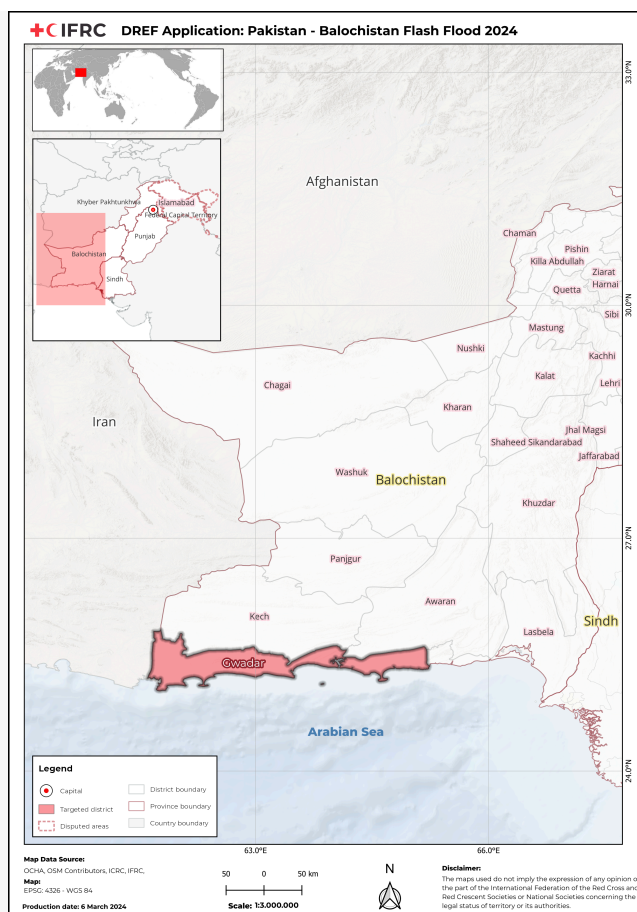 IFRC
DREF Application: Pakistan - Balochistan Flash Flood 2024
33.0°N
Khyber Pakhtunkhwa
Islamabad
Federal Capital Territory
Punjab
Balochistan
Sindh
Afghanistan
Chaman
Pishin
Killa Abdullah
Ziarat
Harnai
Quetta
30.0°N
Sibi
Mastung
Nushki
Kachhi
Kalat
Lehri
Chagai
Kharan
Iran
Jhal Magsi
Shaheed Sikandarabad
Jaffarabad
Washuk
Balochistan
Khuzdar
27.0°N
Panjgur
Awaran
Kech
Sindh
Lasbela
Gwadar
Arabian Sea
24.0°N
Legend
Capital
Targeted district
Disputed areas
District boundary
Province boundary
Country boundary
63.0°E
66.0°E
Map Data Source:
OCHA, OSM Contributors, ICRC, IFRC,
Map:
EPSG: 4326 - WGS 84
Production date: 6 March 2024
50 0 50 km
Scale: 1:3.000.000
N
Disclaimer:
The maps used do not imply the expression of any opinion o
the part of the International Federation of the Red Cross and
Red Crescent Societies or National Societies concerning the
legal status of territory or its authorities.